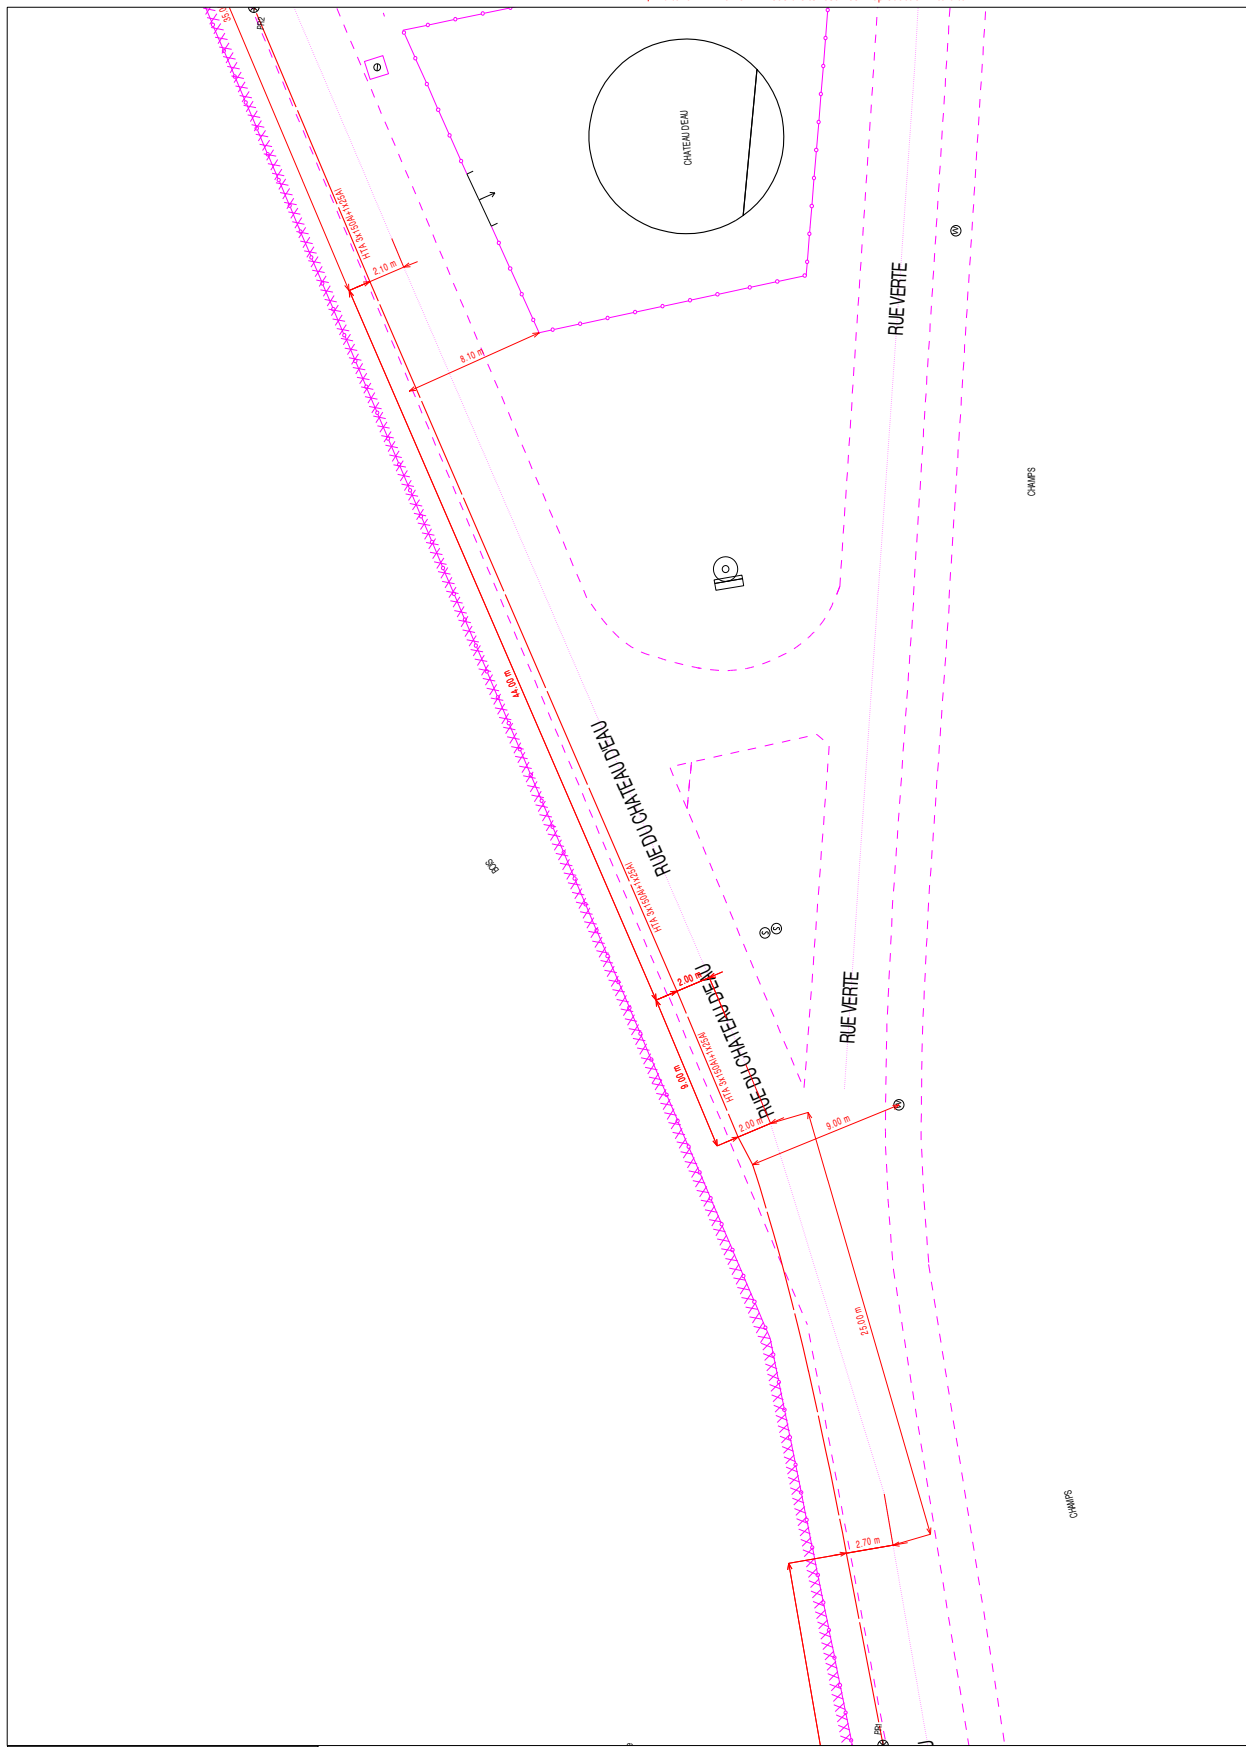 PR2
CHATEAU D'EAU
HTA 3x150Al+1x25Al
2.10 m
RUE VERTE
8.10 m
CHAMPS
44.00 m
RUE DU CHATEAU D'EAU
BOIS
HTA 3x150Al+1x25Al
S
S
2.00 m
RUE DU CHATEAU D'EAU
RUE VERTE
HTA 3x150Al+1x25Al
9.00 m
2.00 m
9.00 m
25.00 m
CHAMPS
2.70 m
PR1